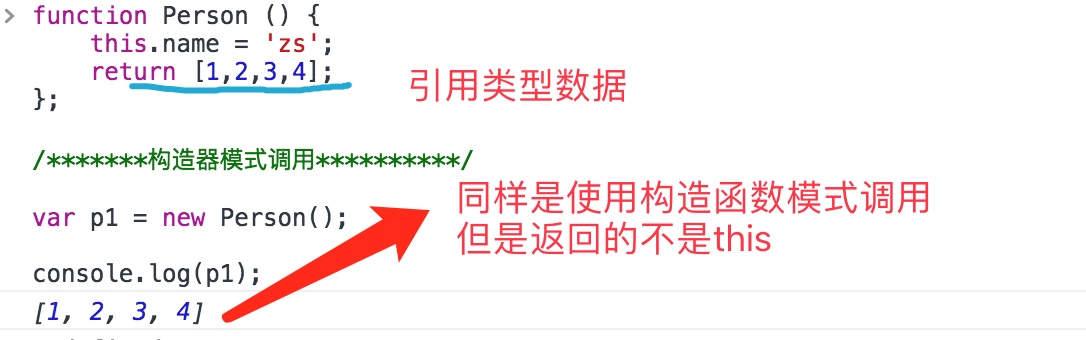 function Person () {
this.name = 'zs';
return [1,2,3,4];
引用类型数据
};
/*******构造器模式调用**********/
同样是使用构造函数模式调用
但是返回的不是this
var p1 = new Person();
console.log(p1);
[1, 2, 3, 4]